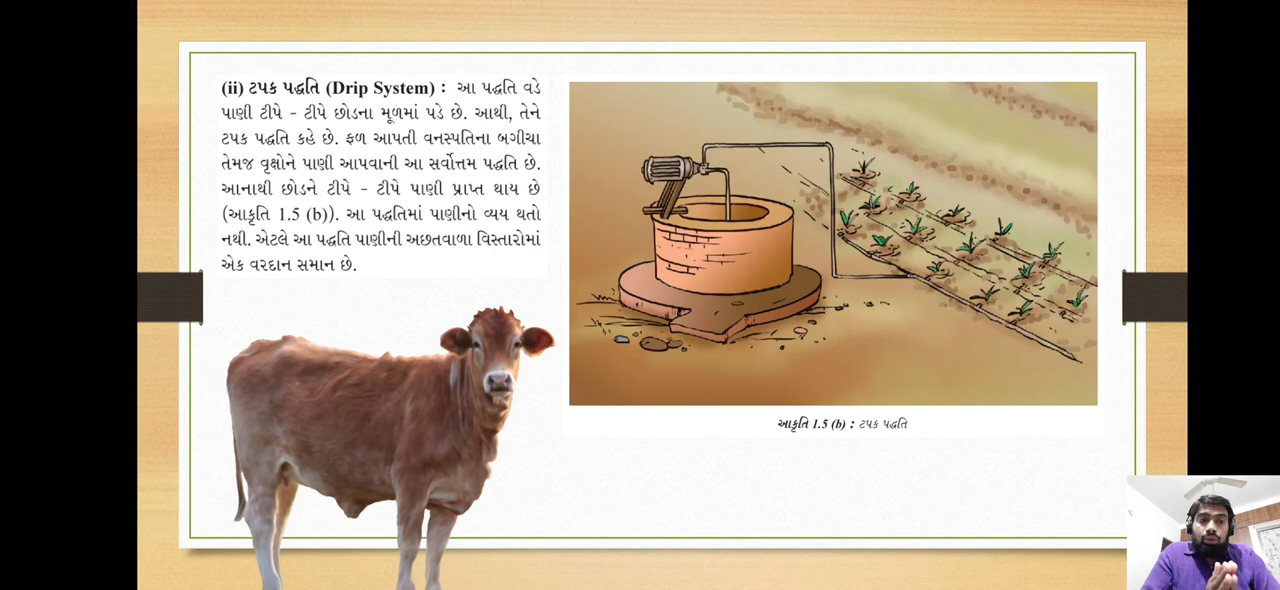 (ii) ટપક પદ્ધતિ (Drip System) : આ પદ્ધતિ વડે
પાણી ટીપે - ટીપે છોડના મૂળમાં પડે છે. આથી, તેને
ટપક પદ્ધતિ કહે છે. ફળ આપતી વનસ્પતિના બગીચા
તેમજ વૃક્ષોને પાણી આપવાની આ સર્વોત્તમ પદ્ધતિ છે.
આનાથી છોડને ટીપે - ટીપે પાણી પ્રાપ્ત થાય છે
(આકૃતિ 1.5 (b)). આ પદ્ધતિમાં પાણીનો વ્યય થતો
નથી. એટલે આ પદ્ધતિ પાણીની અછતવાળા વિસ્તારોમાં
એક વરદાન સમાન છે.
આકૃતિ 1.5 (b) : ટપક પદ્ધતિ